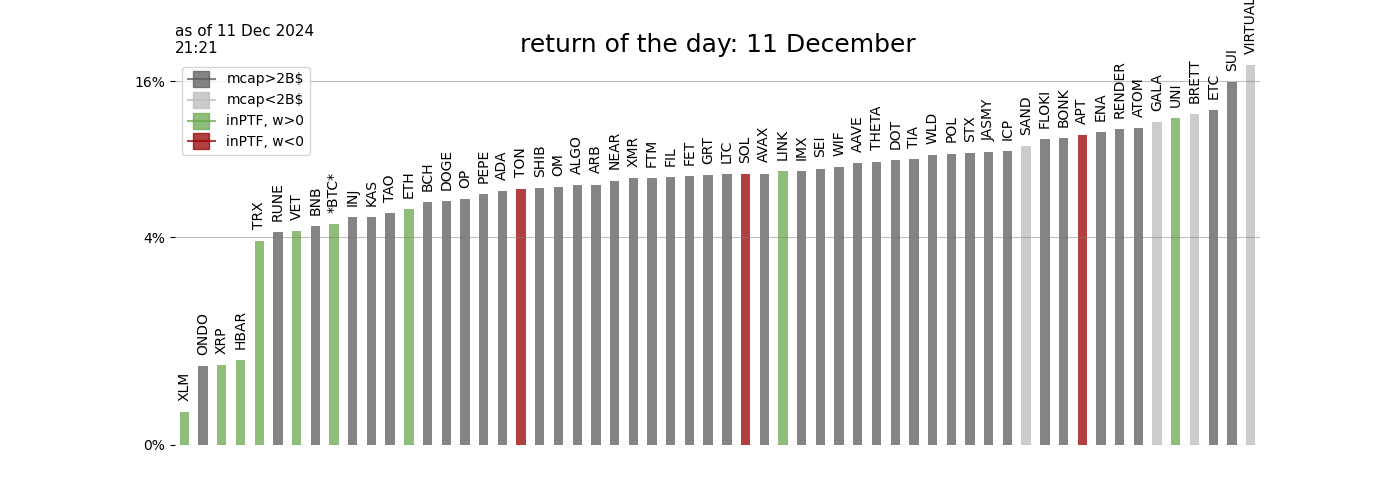 as of 11 Dec 2024
21:21
return of the day: 11 December
mcap>2B$
mcap<2B$
inPTF, w>0
inPTF, w<0
16%
4%
0%
XLM
ONDO
XRP
HBAR
TRX
RUNE
VET
BNB
*BTC*
INJ
KAS
TAO
ETH
BCH
DOGE
OP
PEPE
ADA
TON
SHIB
OM
ALGO
ARB
NEAR
XMR
FTM
FIL
FET
GRT
LTC
SOL
AVAX
LINK
IMX
SEI
WIF
AAVE
THETA
DOT
TIA
WLD
POL
STX
JASMY
ICP
SAND
FLOKI
BONK
APT
ENA
RENDER
ATOM
GALA
UNI
BRETT
ETC
SUI
VIRTUAL